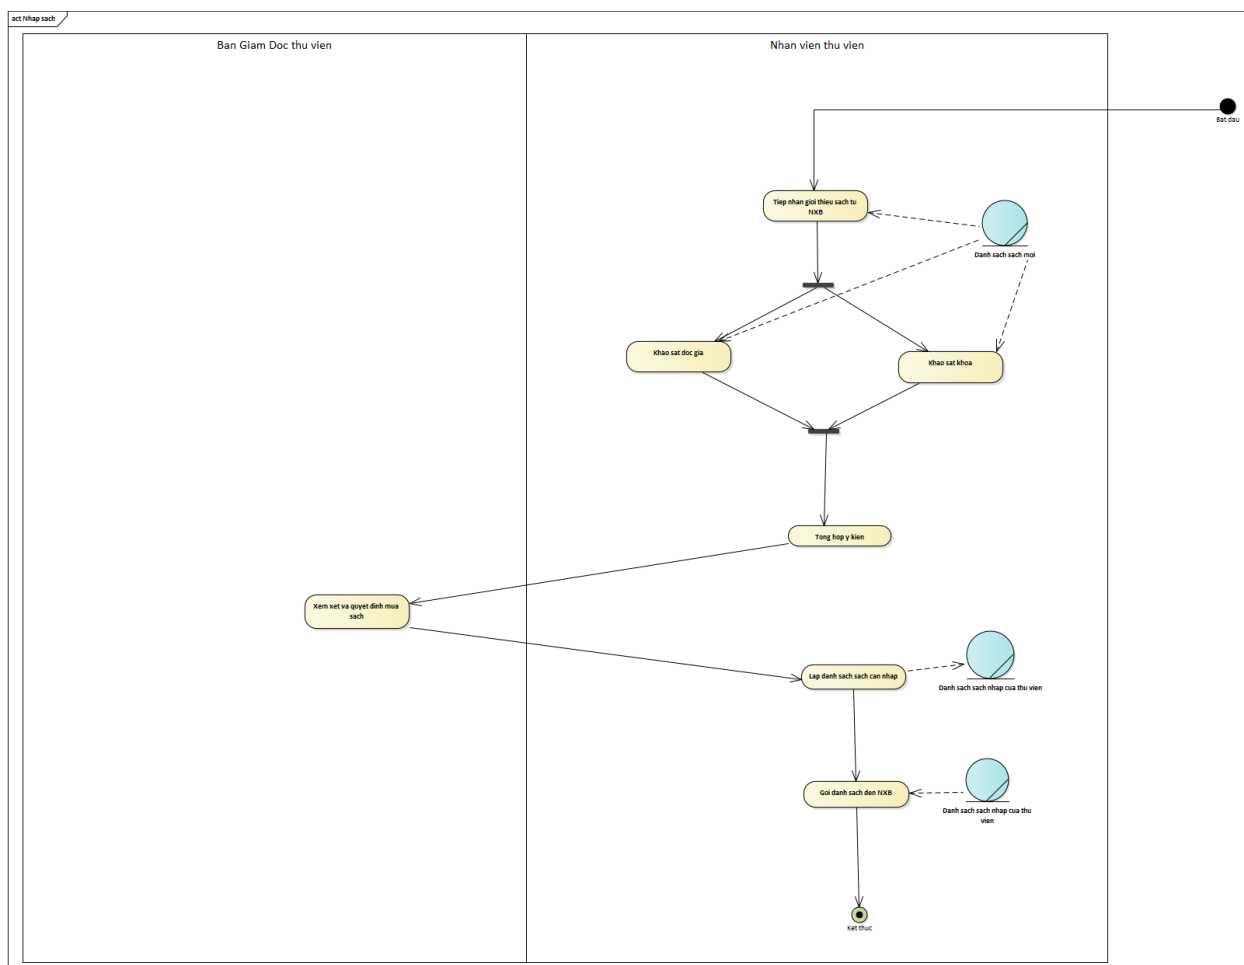 act Nhap sach
Ban Giam Doc thu vien
Nhan vien thu vien
Bat dau
Tiep nhan gioi thieu sach tu
NXB
Danh sach sach moi
Khao sat doc gia
Khao sat khoa
Tong hop y kien
Xem xet va quyet dinh mua
sach
Lap danh sach sach can nhap
Danh sach sach nhap cua thu vien
Goi danh sach den NXB
Danh sach sach nhap cua thu
vien
Ket thuc